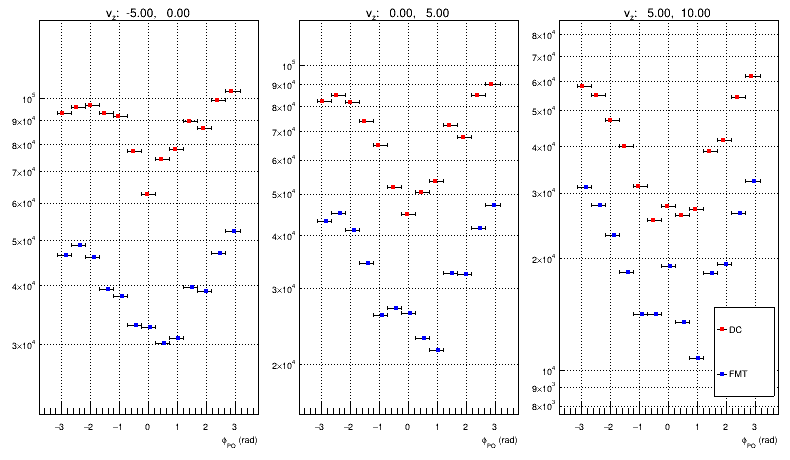 v_z: -5.00, 0.00
10^5
9×10^4
8×10^4
7×10^4
6×10^4
5×10^4
4×10^4
3×10^4
−3 −2 −1 0 1 2 3
ϕ_PQ (rad)
v_z: 0.00, 5.00
10^5
9×10^4
8×10^4
7×10^4
6×10^4
5×10^4
4×10^4
3×10^4
2×10^4
−3 −2 −1 0 1 2 3
ϕ_PQ (rad)
v_z: 5.00, 10.00
8×10^4
7×10^4
6×10^4
5×10^4
4×10^4
3×10^4
2×10^4
10^4
9×10^3
8×10^3
−3 −2 −1 0 1 2 3
ϕ_PQ (rad)
DC
FMT